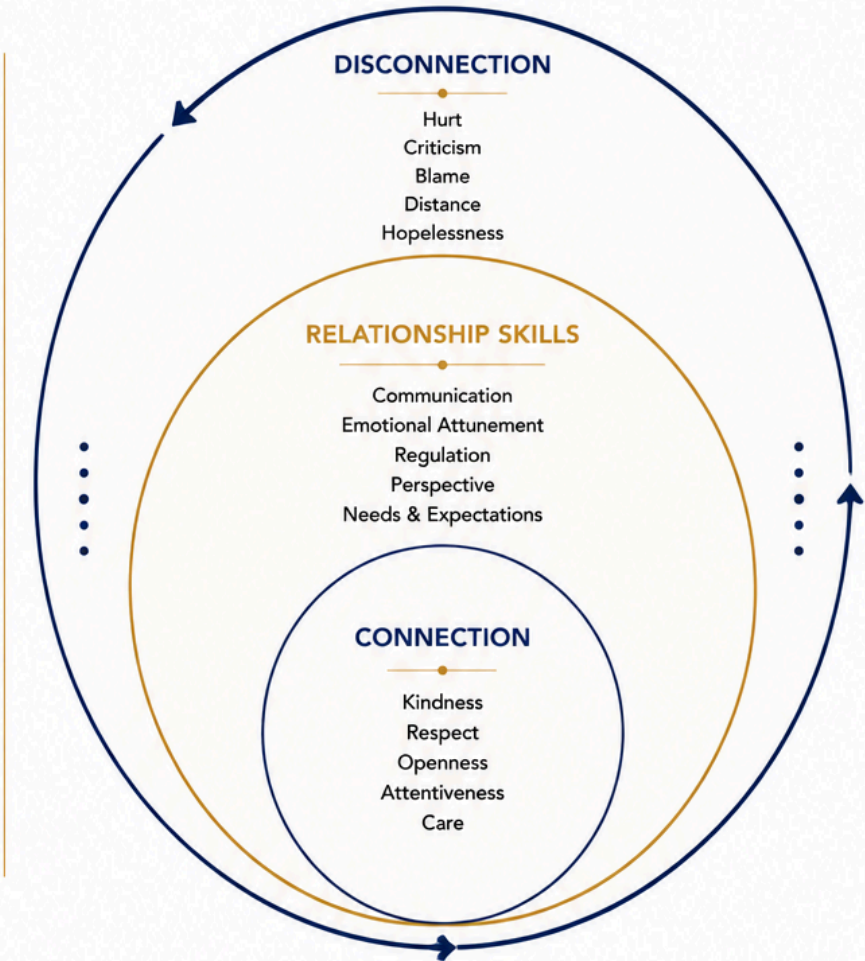 DISCONNECTION
Hurt
Criticism
Blame
Distance
Hopelessness
RELATIONSHIP SKILLS
Communication
Emotional Attunement
Regulation
Perspective
Needs & Expectations
CONNECTION
Kindness
Respect
Openness
Attentiveness
Care